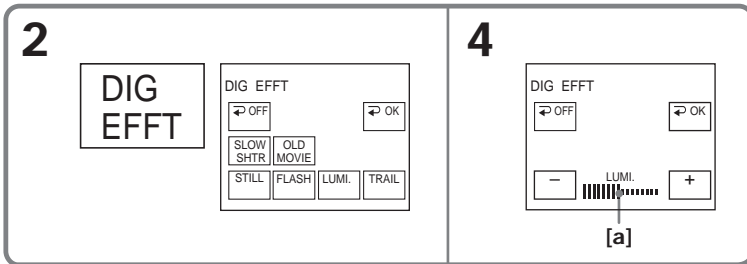 2
DIG
EFFT
DIG EFFT
⮌ OFF
⮌ OK
SLOW
SHTR
OLD
MOVIE
STILL
FLASH
LUMI.
TRAIL
4
DIG EFFT
⮌ OFF
⮌ OK
–
LUMI.
+
[a]